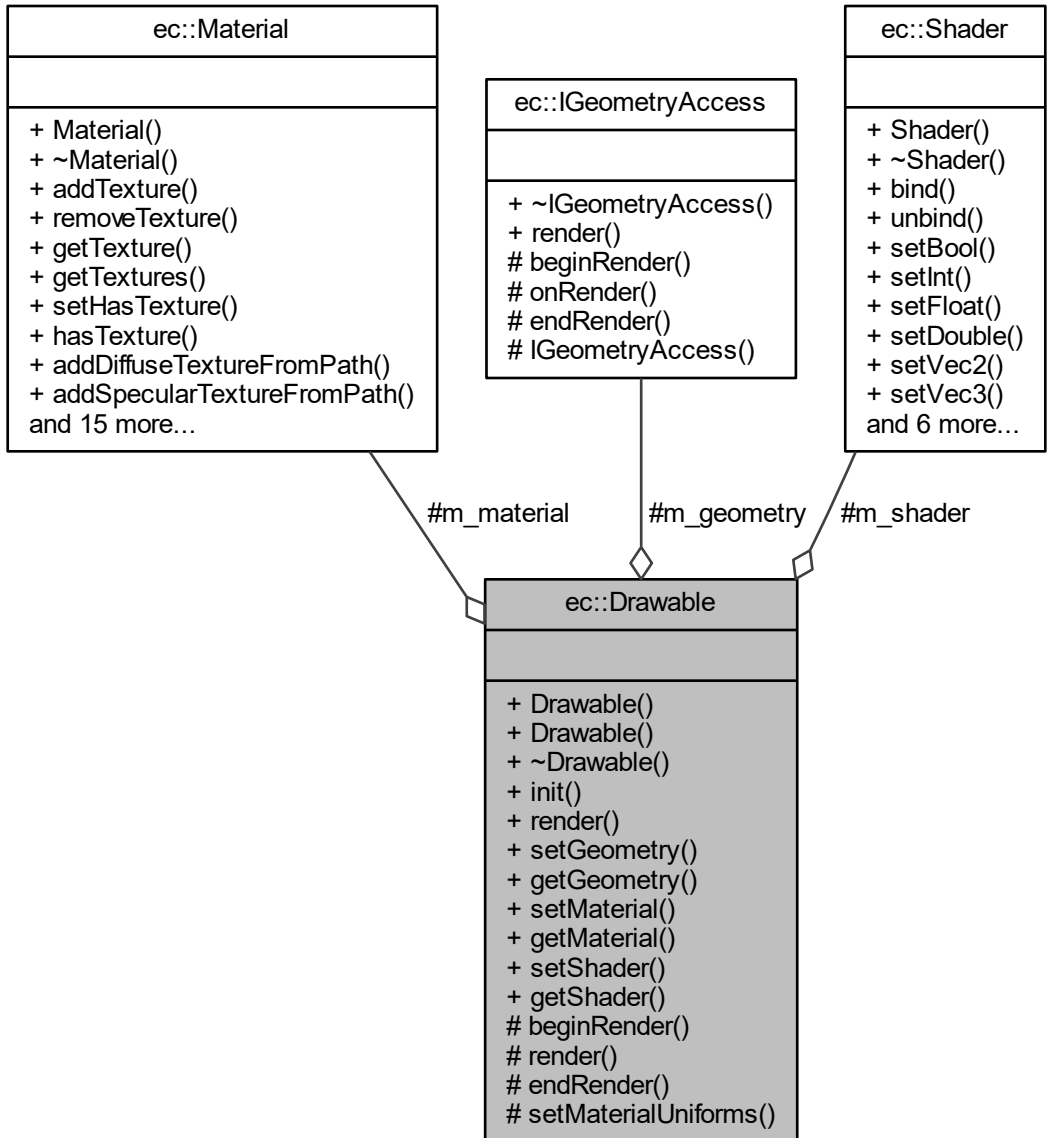 ec::Material
+ Material()
+ ~Material()
+ addTexture()
+ removeTexture()
+ getTexture()
+ getTextures()
+ setHasTexture()
+ hasTexture()
+ addDiffuseTextureFromPath()
+ addSpecularTextureFromPath()
and 15 more...
ec::IGeometryAccess
+ ~IGeometryAccess()
+ render()
# beginRender()
# onRender()
# endRender()
# IGeometryAccess()
ec::Shader
+ Shader()
+ ~Shader()
+ bind()
+ unbind()
+ setBool()
+ setInt()
+ setFloat()
+ setDouble()
+ setVec2()
+ setVec3()
and 6 more...
#m_material
#m_geometry
#m_shader
ec::Drawable
+ Drawable()
+ Drawable()
+ ~Drawable()
+ init()
+ render()
+ setGeometry()
+ getGeometry()
+ setMaterial()
+ getMaterial()
+ setShader()
+ getShader()
# beginRender()
# render()
# endRender()
# setMaterialUniforms()